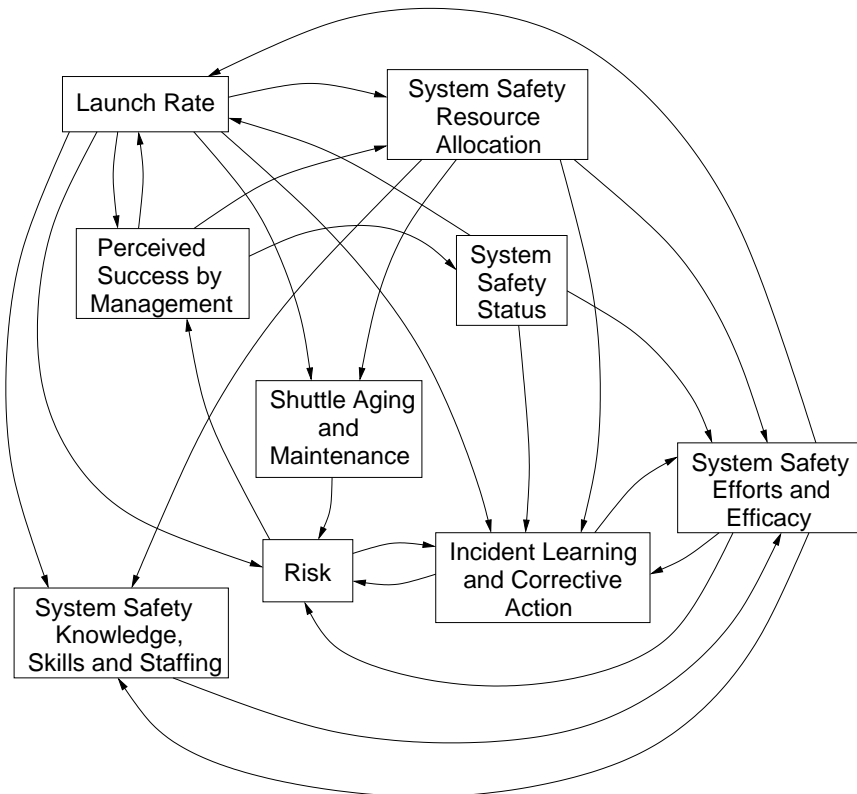 Launch Rate
System Safety
Resource
Allocation
Perceived
Success by
Management
System
Safety
Status
Shuttle Aging
and
Maintenance
System Safety
Efforts and
Efficacy
Risk
Incident Learning
and Corrective
Action
System Safety
Knowledge,
Skills and Staffing